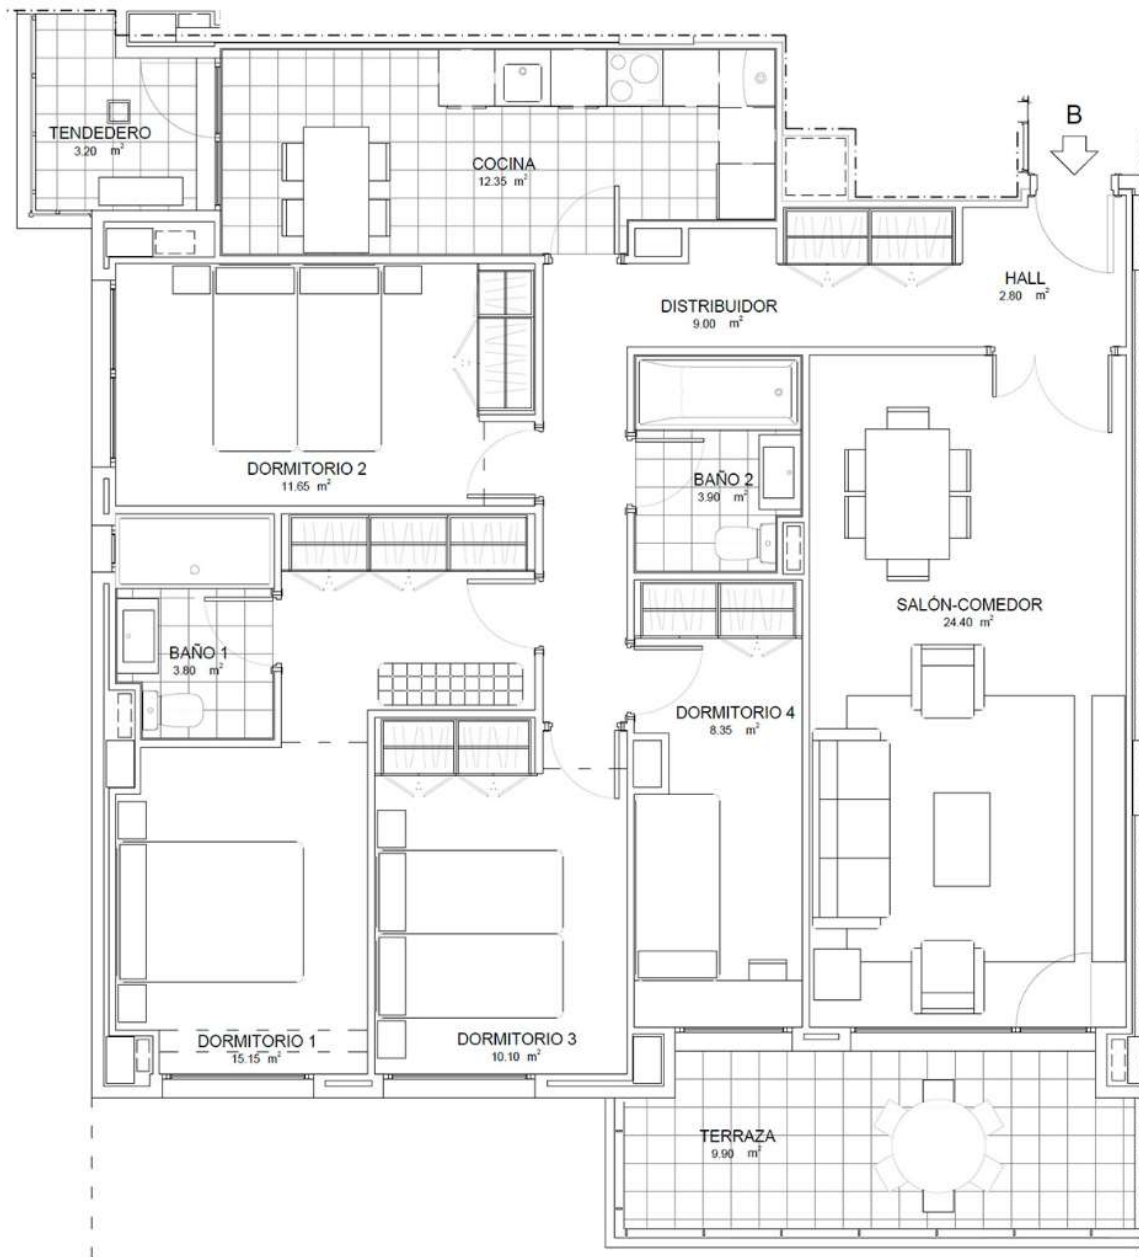 B
TENDEDERO
3.20 m²
COCINA
12.35 m²
HALL
2.80 m²
DISTRIBUIDOR
9.00 m²
DORMITORIO 2
11.65 m²
BAÑO 2
3.90 m²
SALÓN-COMEDOR
24.40 m²
BAÑO 1
3.80 m²
DORMITORIO 4
8.35 m²
DORMITORIO 1
15.15 m²
DORMITORIO 3
10.10 m²
TERRAZA
9.90 m²